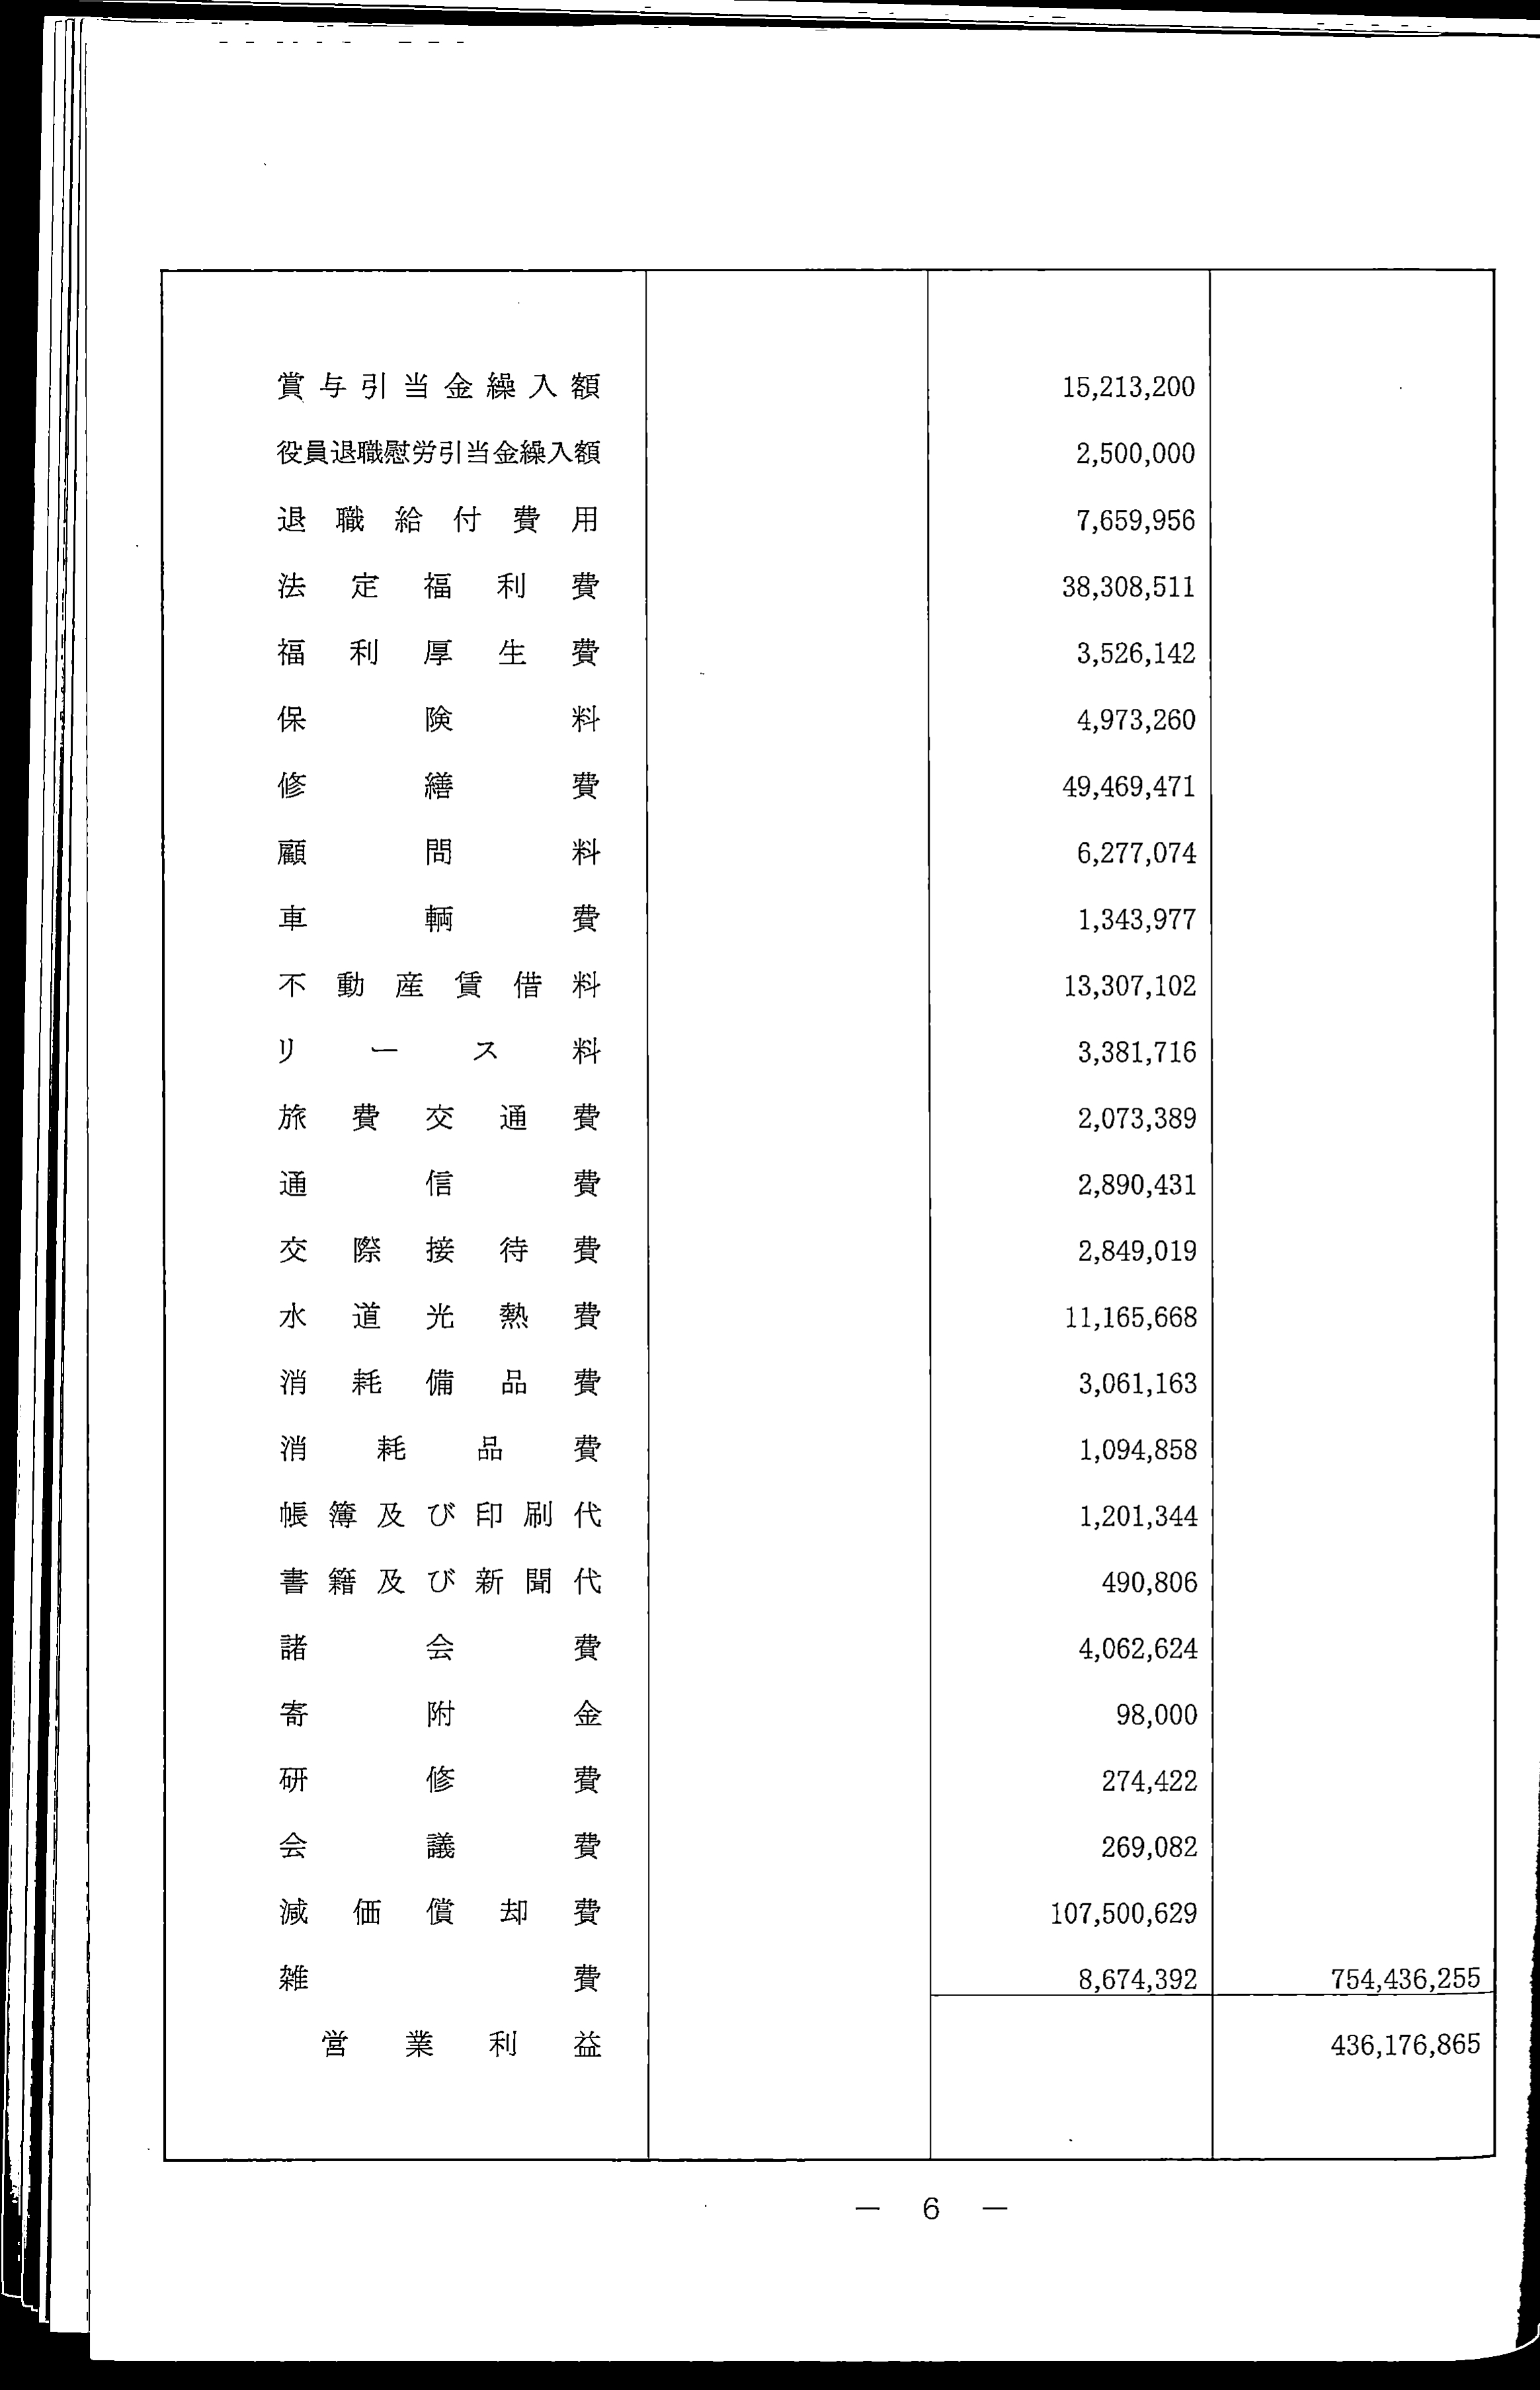 賞与引当金繰入額 15,213,200
役員退職慰労引当金繰入額 2,500,000
退職給付費用 7,659,956
法定福利費 38,308,511
福利厚生費 3,526,142
保険料 4,973,260
修繕費 49,469,471
顧問料 6,277,074
車輌費 1,343,977
不動産賃借料 13,307,102
リース料 3,381,716
旅費交通費 2,073,389
通信費 2,890,431
交際接待費 2,849,019
水道光熱費 11,165,668
消耗備品費 3,061,163
消耗品費 1,094,858
帳簿及び印刷代 1,201,344
書籍及び新聞代 490,806
諸会費 4,062,624
寄附金 98,000
研修費 274,422
会議費 269,082
減価償却費 107,500,629
雑費 8,674,392 754,436,255
営業利益 436,176,865
— 6 —